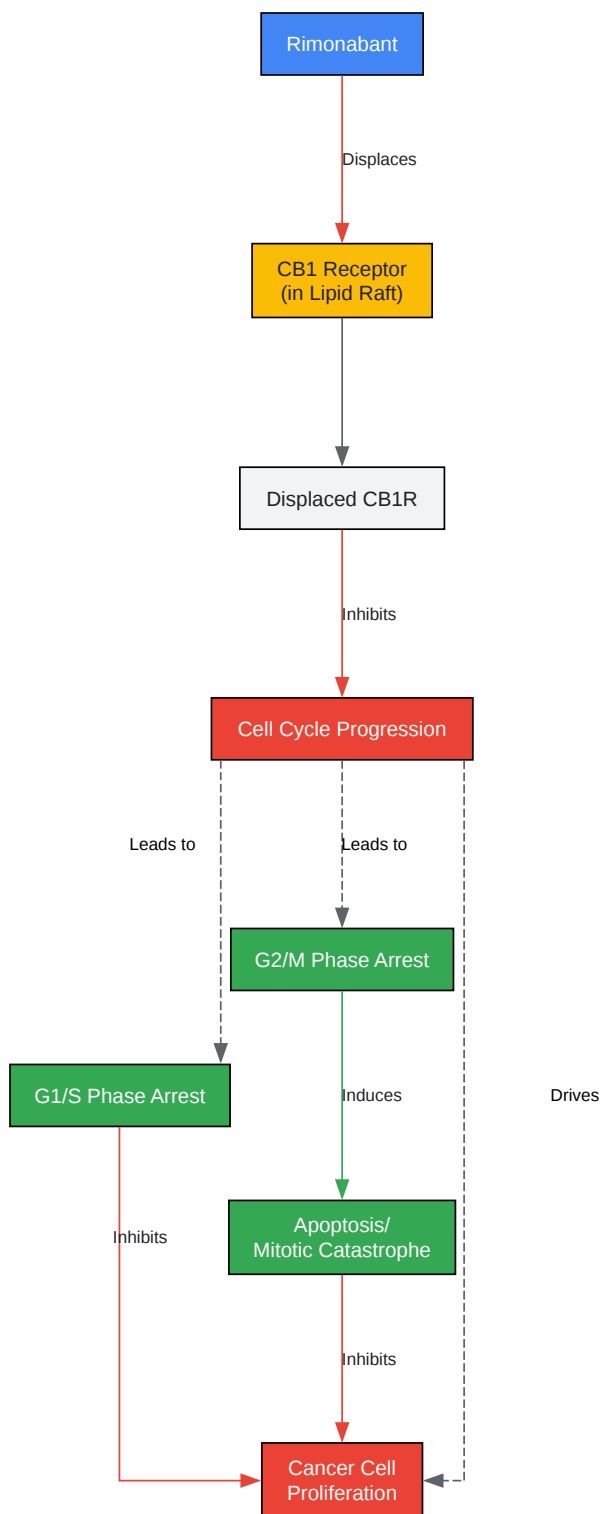 Rimonabant
Displaces
CB1 Receptor
(in Lipid Raft)
Displaced CB1R
Inhibits
Cell Cycle Progression
Leads to
Leads to
G2/M Phase Arrest
G1/S Phase Arrest
Induces
Drives
Apoptosis/
Mitotic Catastrophe
Inhibits
Inhibits
Cancer Cell
Proliferation